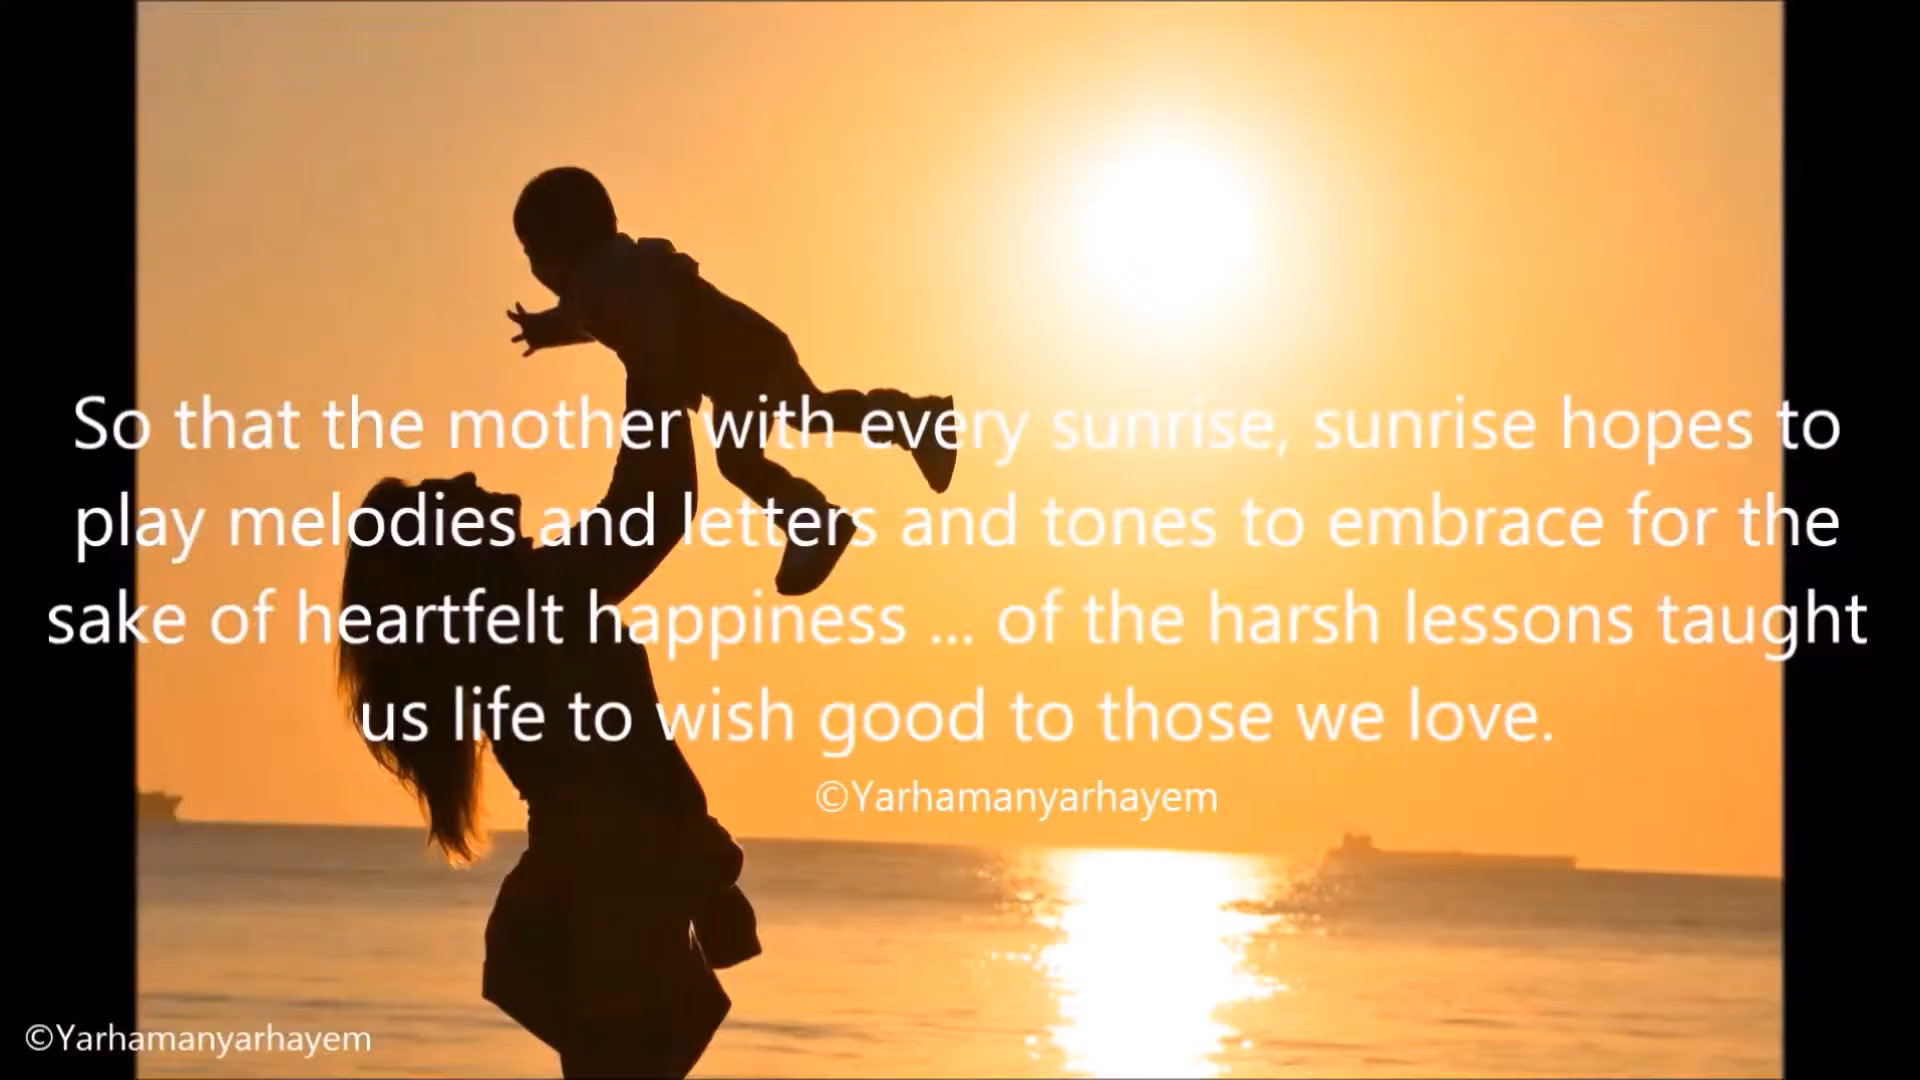 So that the mother with every sunrise, sunrise hopes to
play melodies and letters and tones to embrace for the
sake of heartfelt happiness ... of the harsh lessons taught
us life to wish good to those we love.
©Yarhamanyarhayem
©Yarhamanyarhayem